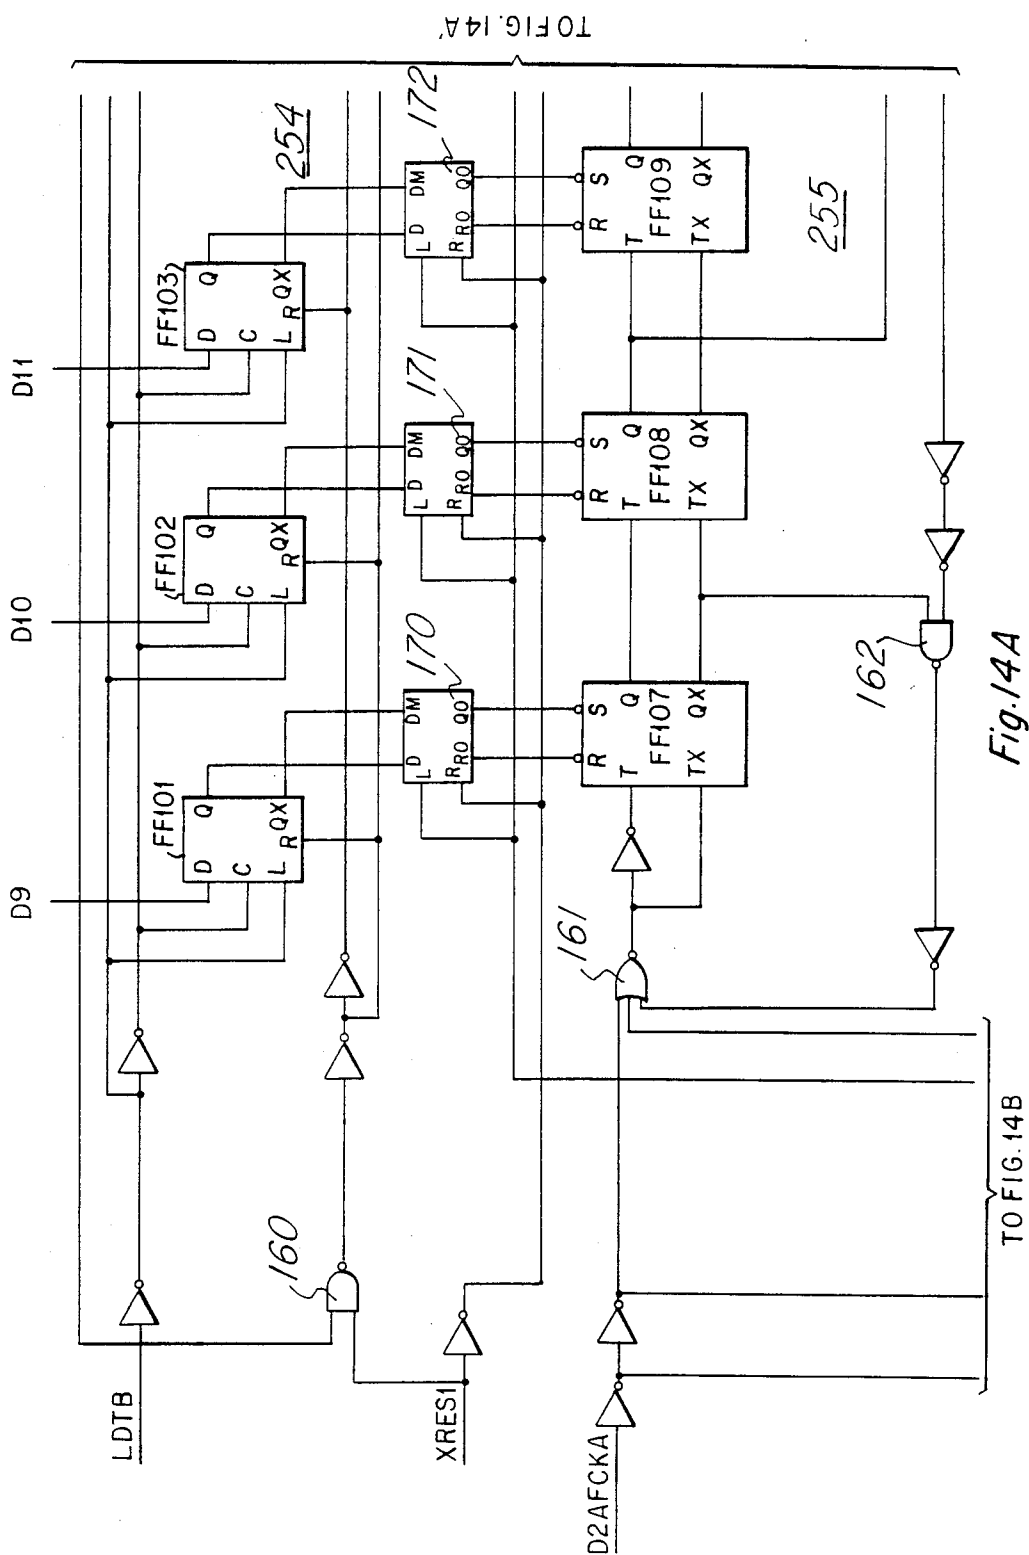 TO FIG. 14A'
D9
D10
D11
FF101
D
C
L
Q
QX
R
FF102
D
C
L
Q
QX
R
FF103
D
C
L
Q
QX
R
254
LDTB
160
XRES1
170
L
D
DM
R
RO
QO
171
L
D
DM
R
RO
QO
172
L
D
DM
R
RO
QO
D2AFCKA
161
R
S
T
Q
FF107
TX
QX
R
S
T
Q
FF108
TX
QX
R
S
T
Q
FF109
TX
QX
255
162
TO FIG. 14B
Fig.14A